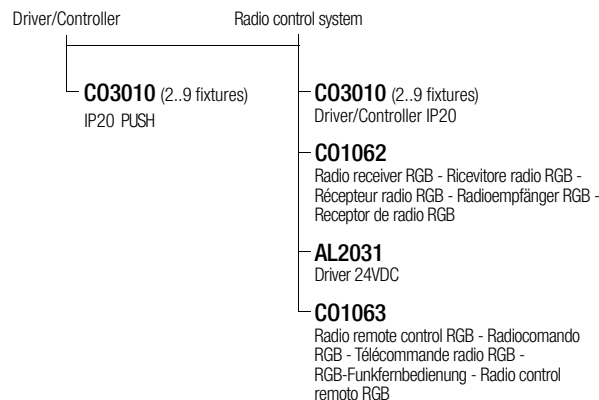 Driver/Controller
Radio control system
CO3010 (2..9 fixtures)
IP20 PUSH
CO3010 (2..9 fixtures)
Driver/Controller IP20
CO1062
Radio receiver RGB - Ricevitore radio RGB -
Récepteur radio RGB - Radioempfänger RGB -
Receptor de radio RGB
AL2031
Driver 24VDC
CO1063
Radio remote control RGB - Radiocomando
RGB - Télécommande radio RGB -
RGB-Funkfernbedienung - Radio control
remoto RGB